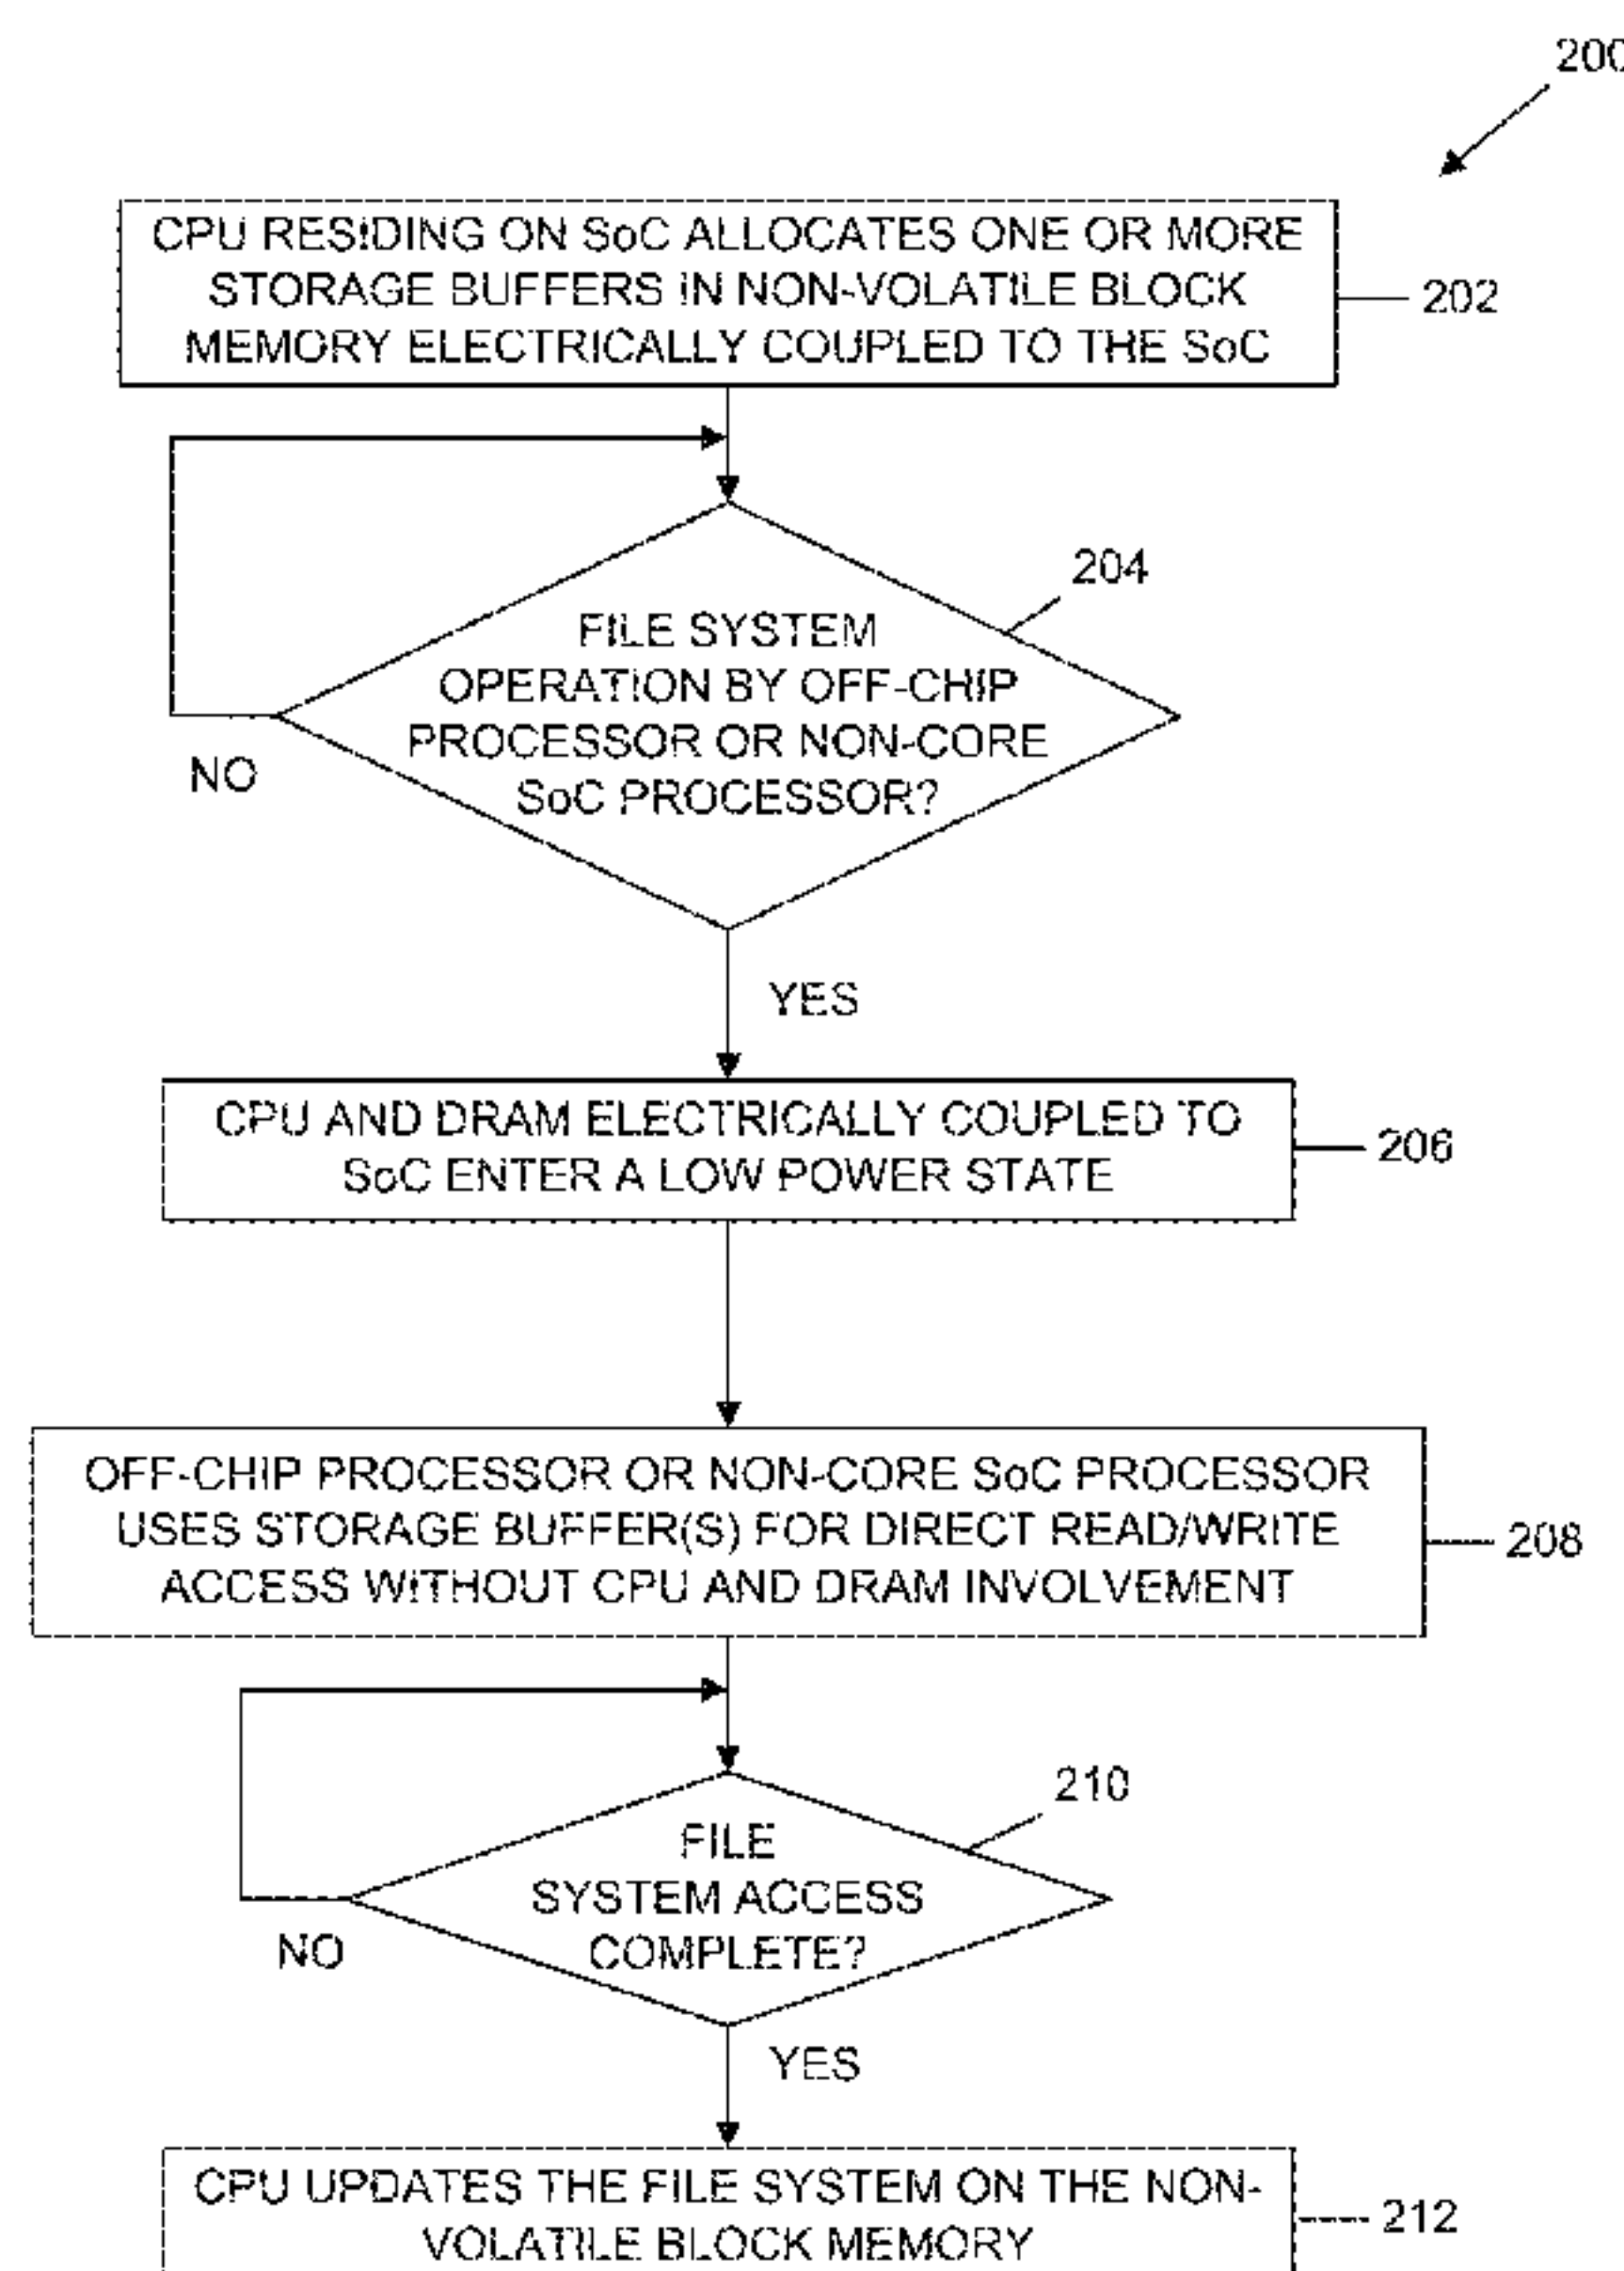 200
CPU RESIDING ON SoC ALLOCATES ONE OR MORE
STORAGE BUFFERS IN NON-VOLATILE BLOCK
MEMORY ELECTRICALLY COUPLED TO THE SoC
202
204
FILE SYSTEM
OPERATION BY OFF-CHIP
PROCESSOR OR NON-CORE
SoC PROCESSOR?
NO
YES
CPU AND DRAM ELECTRICALLY COUPLED TO
SoC ENTER A LOW POWER STATE
206
OFF-CHIP PROCESSOR OR NON-CORE SoC PROCESSOR
USES STORAGE BUFFER(S) FOR DIRECT READ/WRITE
ACCESS WITHOUT CPU AND DRAM INVOLVEMENT
208
210
FILE
SYSTEM ACCESS
COMPLETE?
NO
YES
CPU UPDATES THE FILE SYSTEM ON THE NON-
VOLATILE BLOCK MEMORY
212